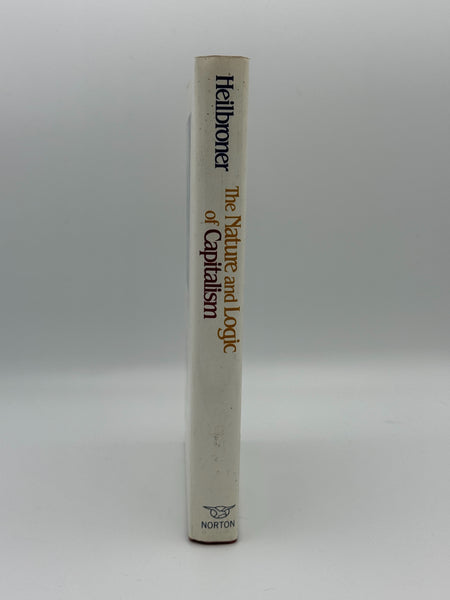 Heilbroner
The Nature and Logic
of Capitalism
NORTON